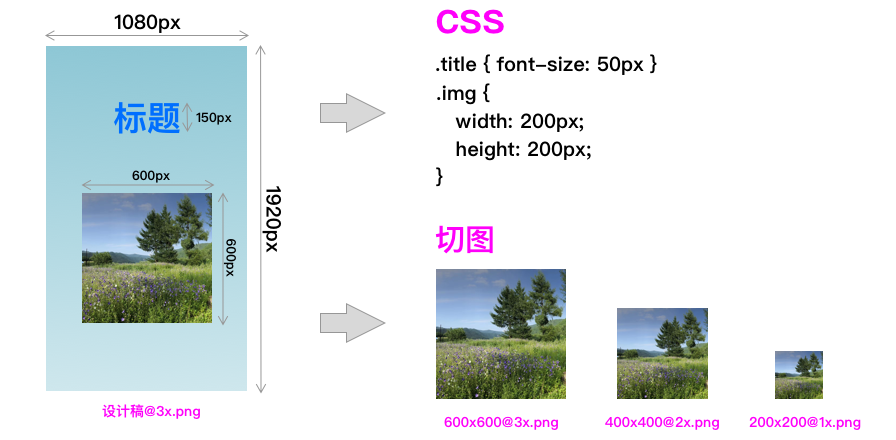 1080px
标题
150px
600px
600px
1920px
设计稿@3x.png
CSS
.title { font-size: 50px }
.img {
width: 200px;
height: 200px;
}
切图
600x600@3x.png
400x400@2x.png
200x200@1x.png